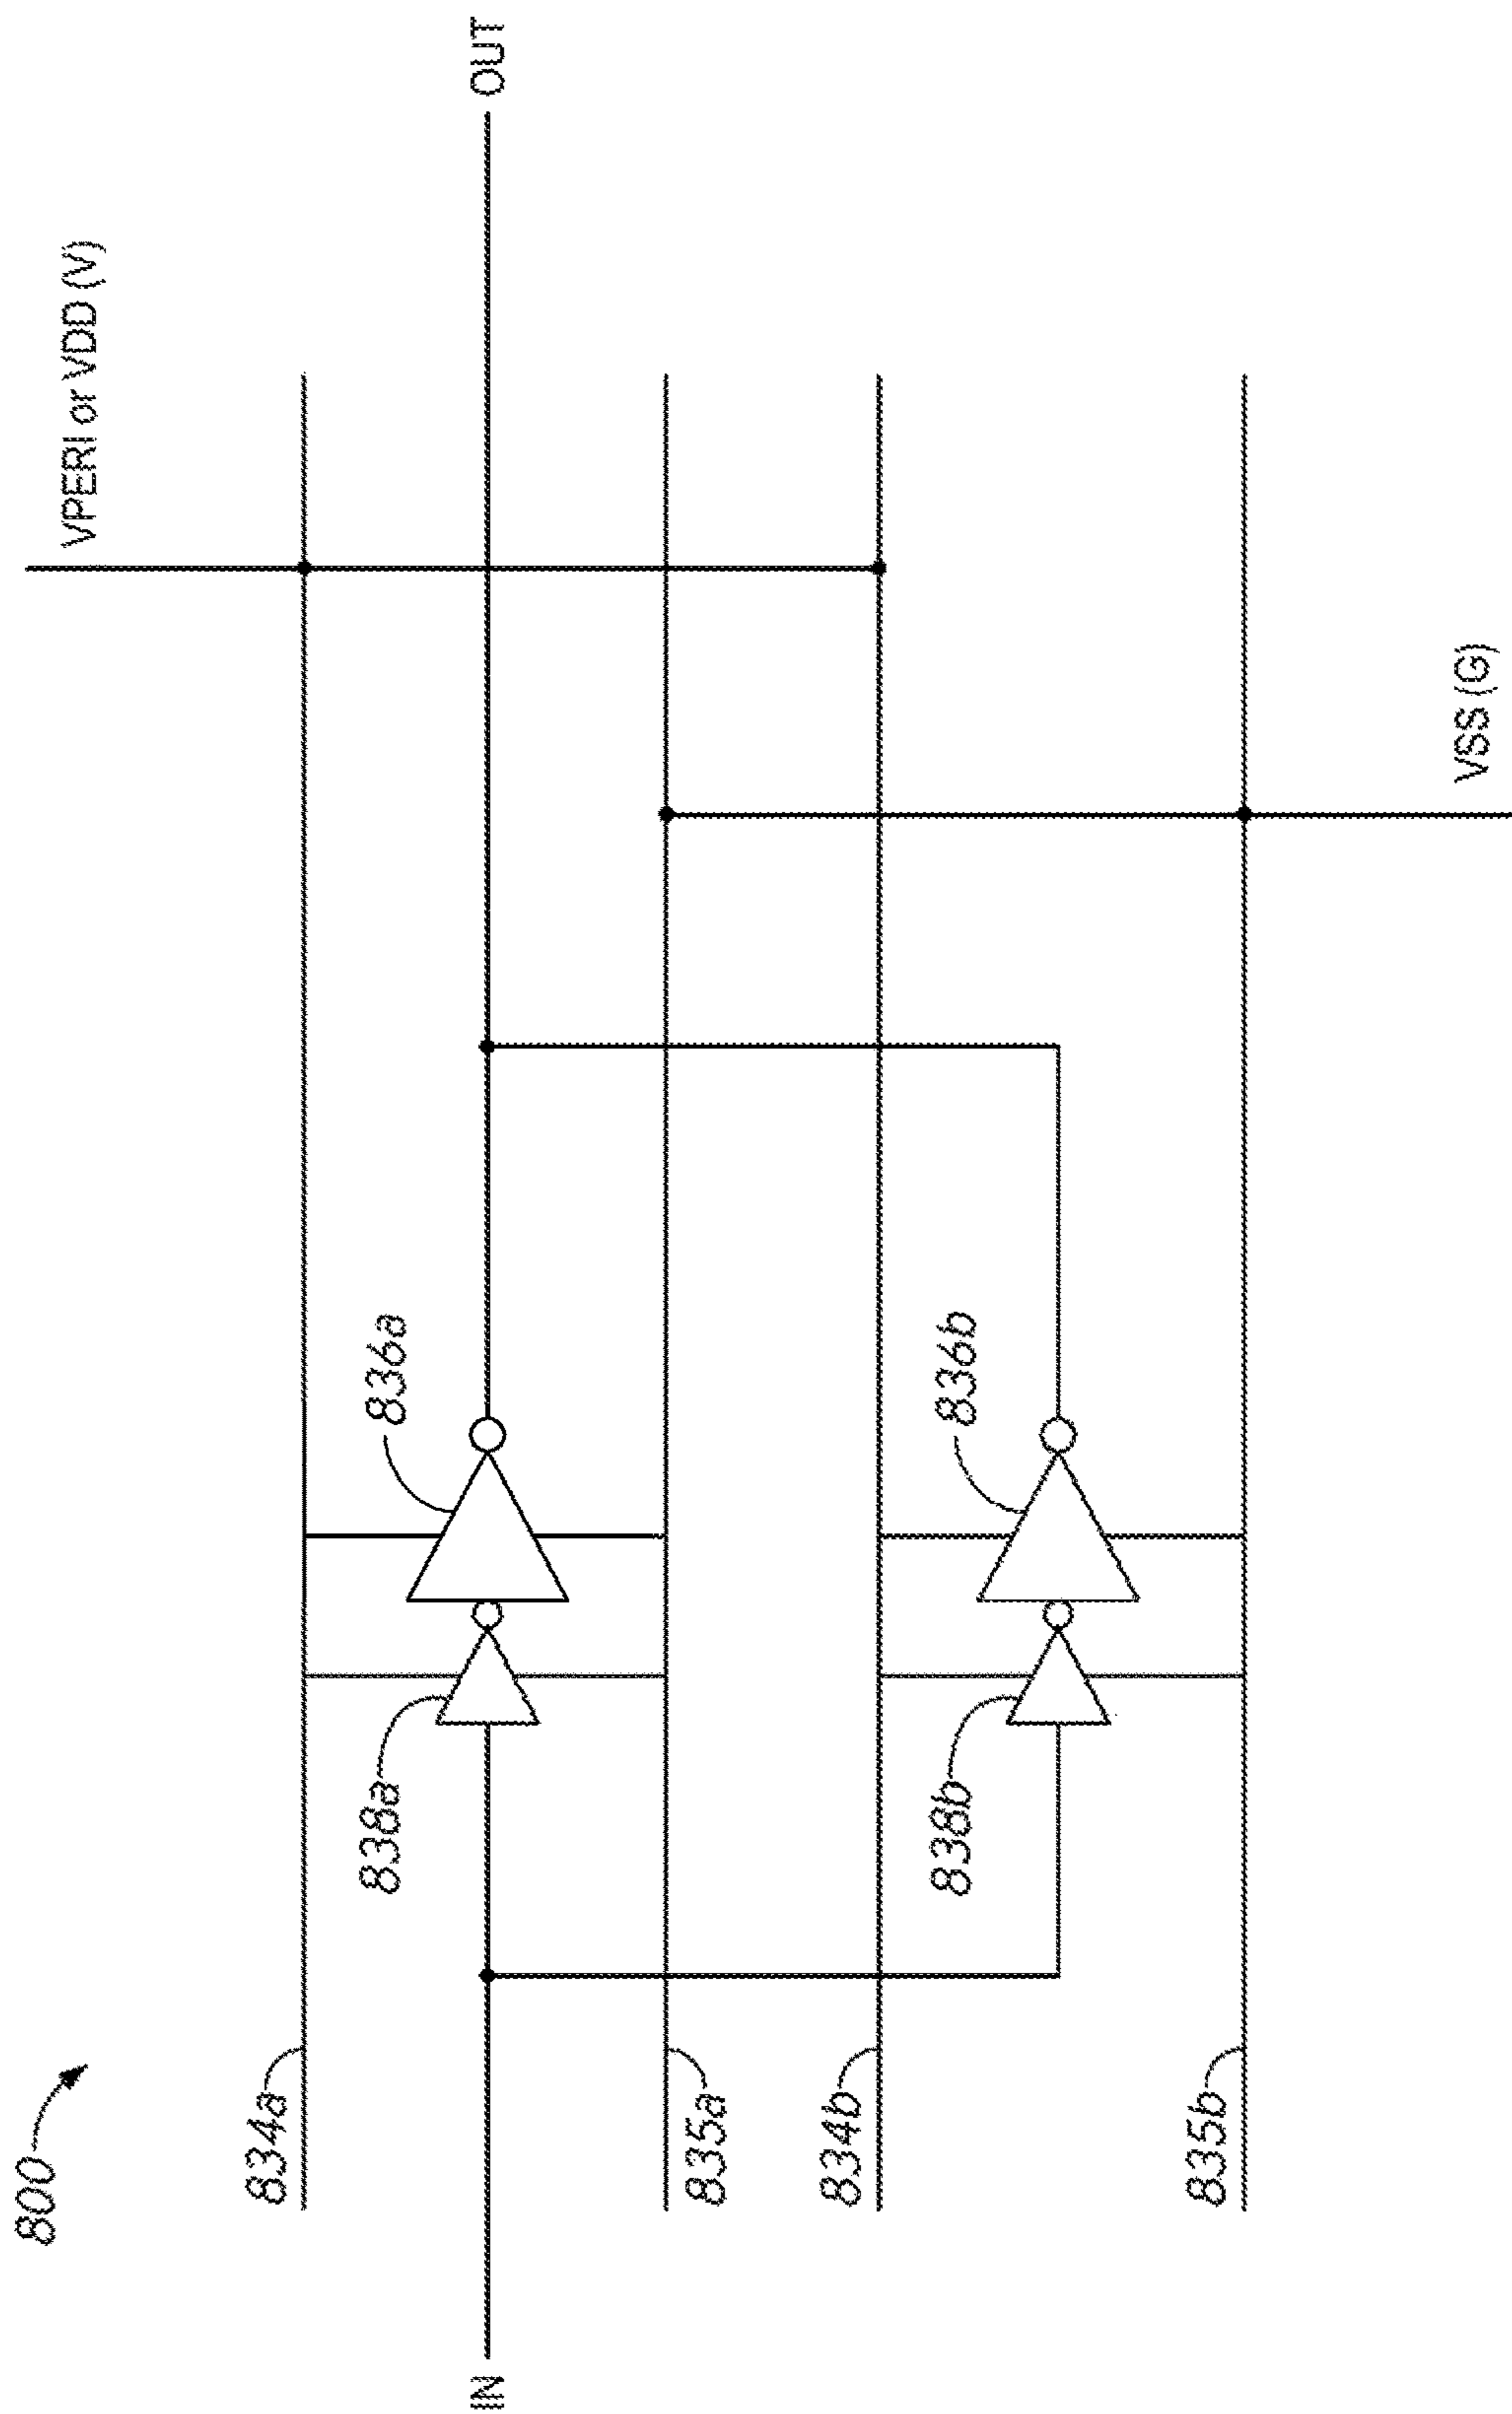 800
VPERI or VDD (V)
834a
838a
836a
IN
OUT
835a
834b
838b
836b
835b
VSS (G)